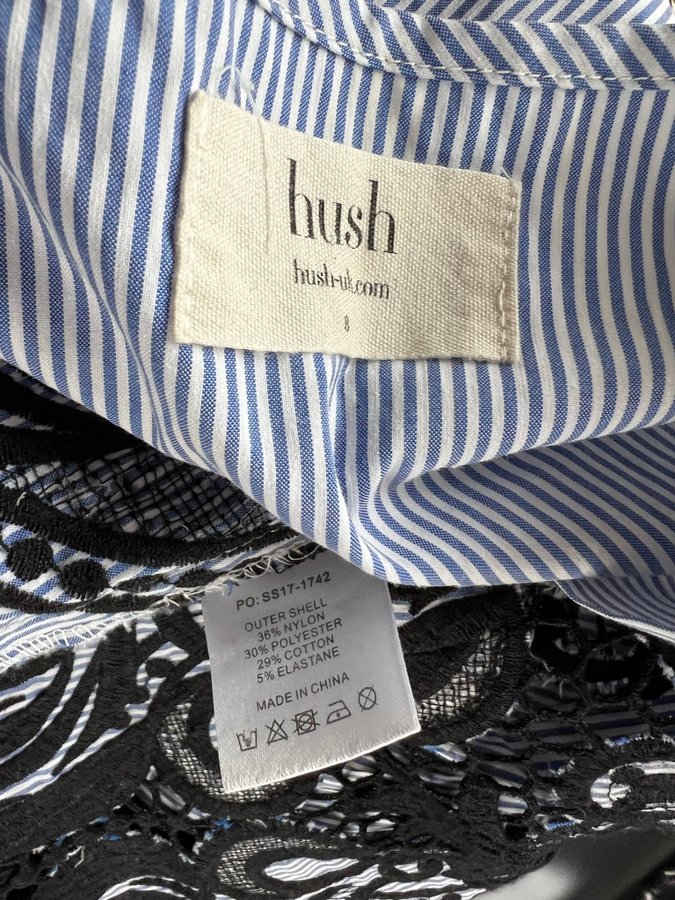 hush
hush-uk.com
8
PO: SS17-1742
OUTER SHELL
36% NYLON
30% POLYESTER
29% COTTON
5% ELASTANE
MADE IN CHINA